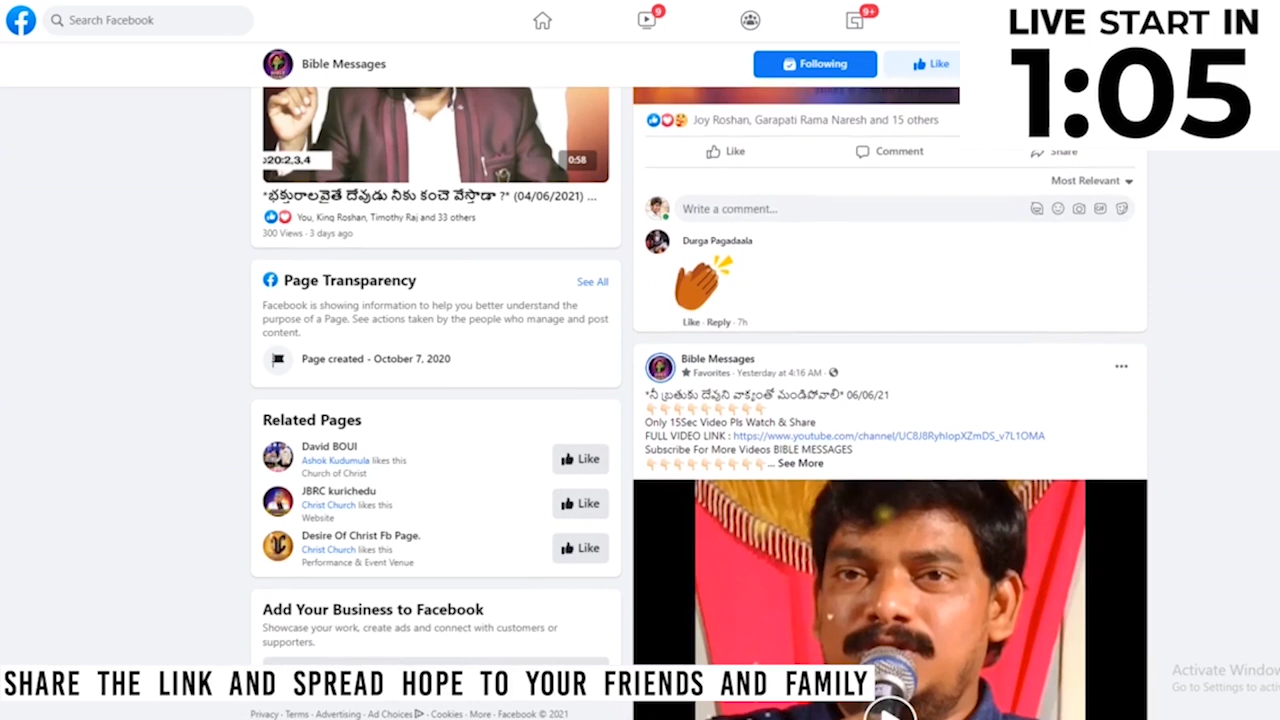 Search Facebook
9
9+
LIVE START IN
1:05
Bible Messages
Following
Like
020:2,3,4
0:58
*భక్తురాలవైతే దేవుడు నీకు కంచె వేస్తాడా ?* (04/06/2021) ...
You, King Roshan, Timothy Raj and 33 others
300 Views · 3 days ago
Page Transparency
See All
Facebook is showing information to help you better understand the
purpose of a Page. See actions taken by the people who manage and post
content.
Page created - October 7, 2020
Related Pages
David BOUI
Ashok Kudumula likes this
Church of Christ
Like
JBRC kurichedu
Christ Church likes this
Website
Like
Desire Of Christ Fb Page.
Christ Church likes this
Performance & Event Venue
Like
Add Your Business to Facebook
Showcase your work, create ads and connect with customers or
supporters.
Privacy · Terms · Advertising · Ad Choices · Cookies · More · Facebook © 2021
Joy Roshan, Garapati Rama Naresh and 15 others
Like
Comment
Share
Most Relevant
Write a comment...
GIF
Durga Pagadaala
Like · Reply · 7h
Bible Messages
Favorites · Yesterday at 4:16 AM ·
*నీ బ్రతుకు దేవుని వాక్యంతో మండిపోవాలి* 06/06/21
Only 15Sec Video Pls Watch & Share
FULL VIDEO LINK : https://www.youtube.com/channel/UC8J8RyhIopXZmDS_v7L1OMA
Subscribe For More Videos BIBLE MESSAGES
... See More
SHARE THE LINK AND SPREAD HOPE TO YOUR FRIENDS AND FAMILY
Activate Window
Go to Settings to acti